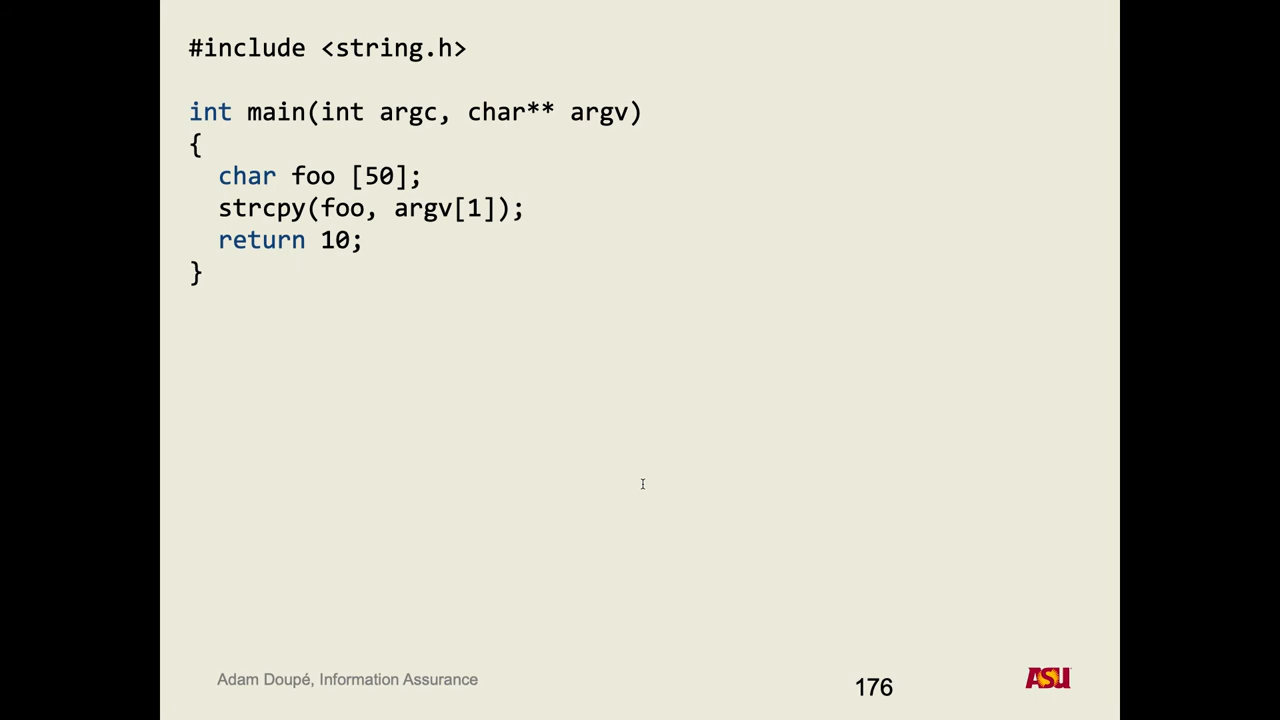 #include <string.h>
int main(int argc, char** argv)
{
  char foo [50];
  strcpy(foo, argv[1]);
  return 10;
}
Adam Doupé, Information Assurance
176
ASU